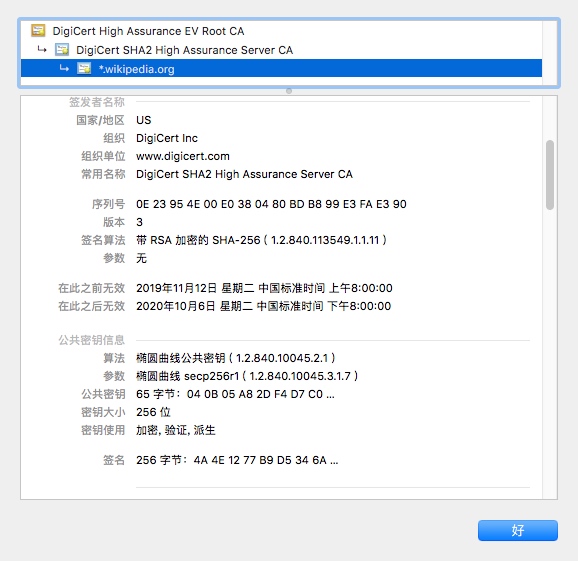 DigiCert High Assurance EV Root CA
DigiCert SHA2 High Assurance Server CA
*.wikipedia.org
签发者名称
国家/地区 US
组织 DigiCert Inc
组织单位 www.digicert.com
常用名称 DigiCert SHA2 High Assurance Server CA
序列号 0E 23 95 4E 00 E0 38 04 80 BD B8 99 E3 FA E3 90
版本 3
签名算法 带 RSA 加密的 SHA-256 ( 1.2.840.113549.1.1.11 )
参数 无
在此之前无效 2019年11月12日 星期二 中国标准时间 上午8:00:00
在此之后无效 2020年10月6日 星期二 中国标准时间 下午8:00:00
公共密钥信息
算法 椭圆曲线公共密钥 ( 1.2.840.10045.2.1 )
参数 椭圆曲线 secp256r1 ( 1.2.840.10045.3.1.7 )
公共密钥 65 字节：04 0B 05 A8 2D F4 D7 C0 ...
密钥大小 256 位
密钥使用 加密, 验证, 派生
签名 256 字节：4A 4E 12 77 B9 D5 34 6A ...
好